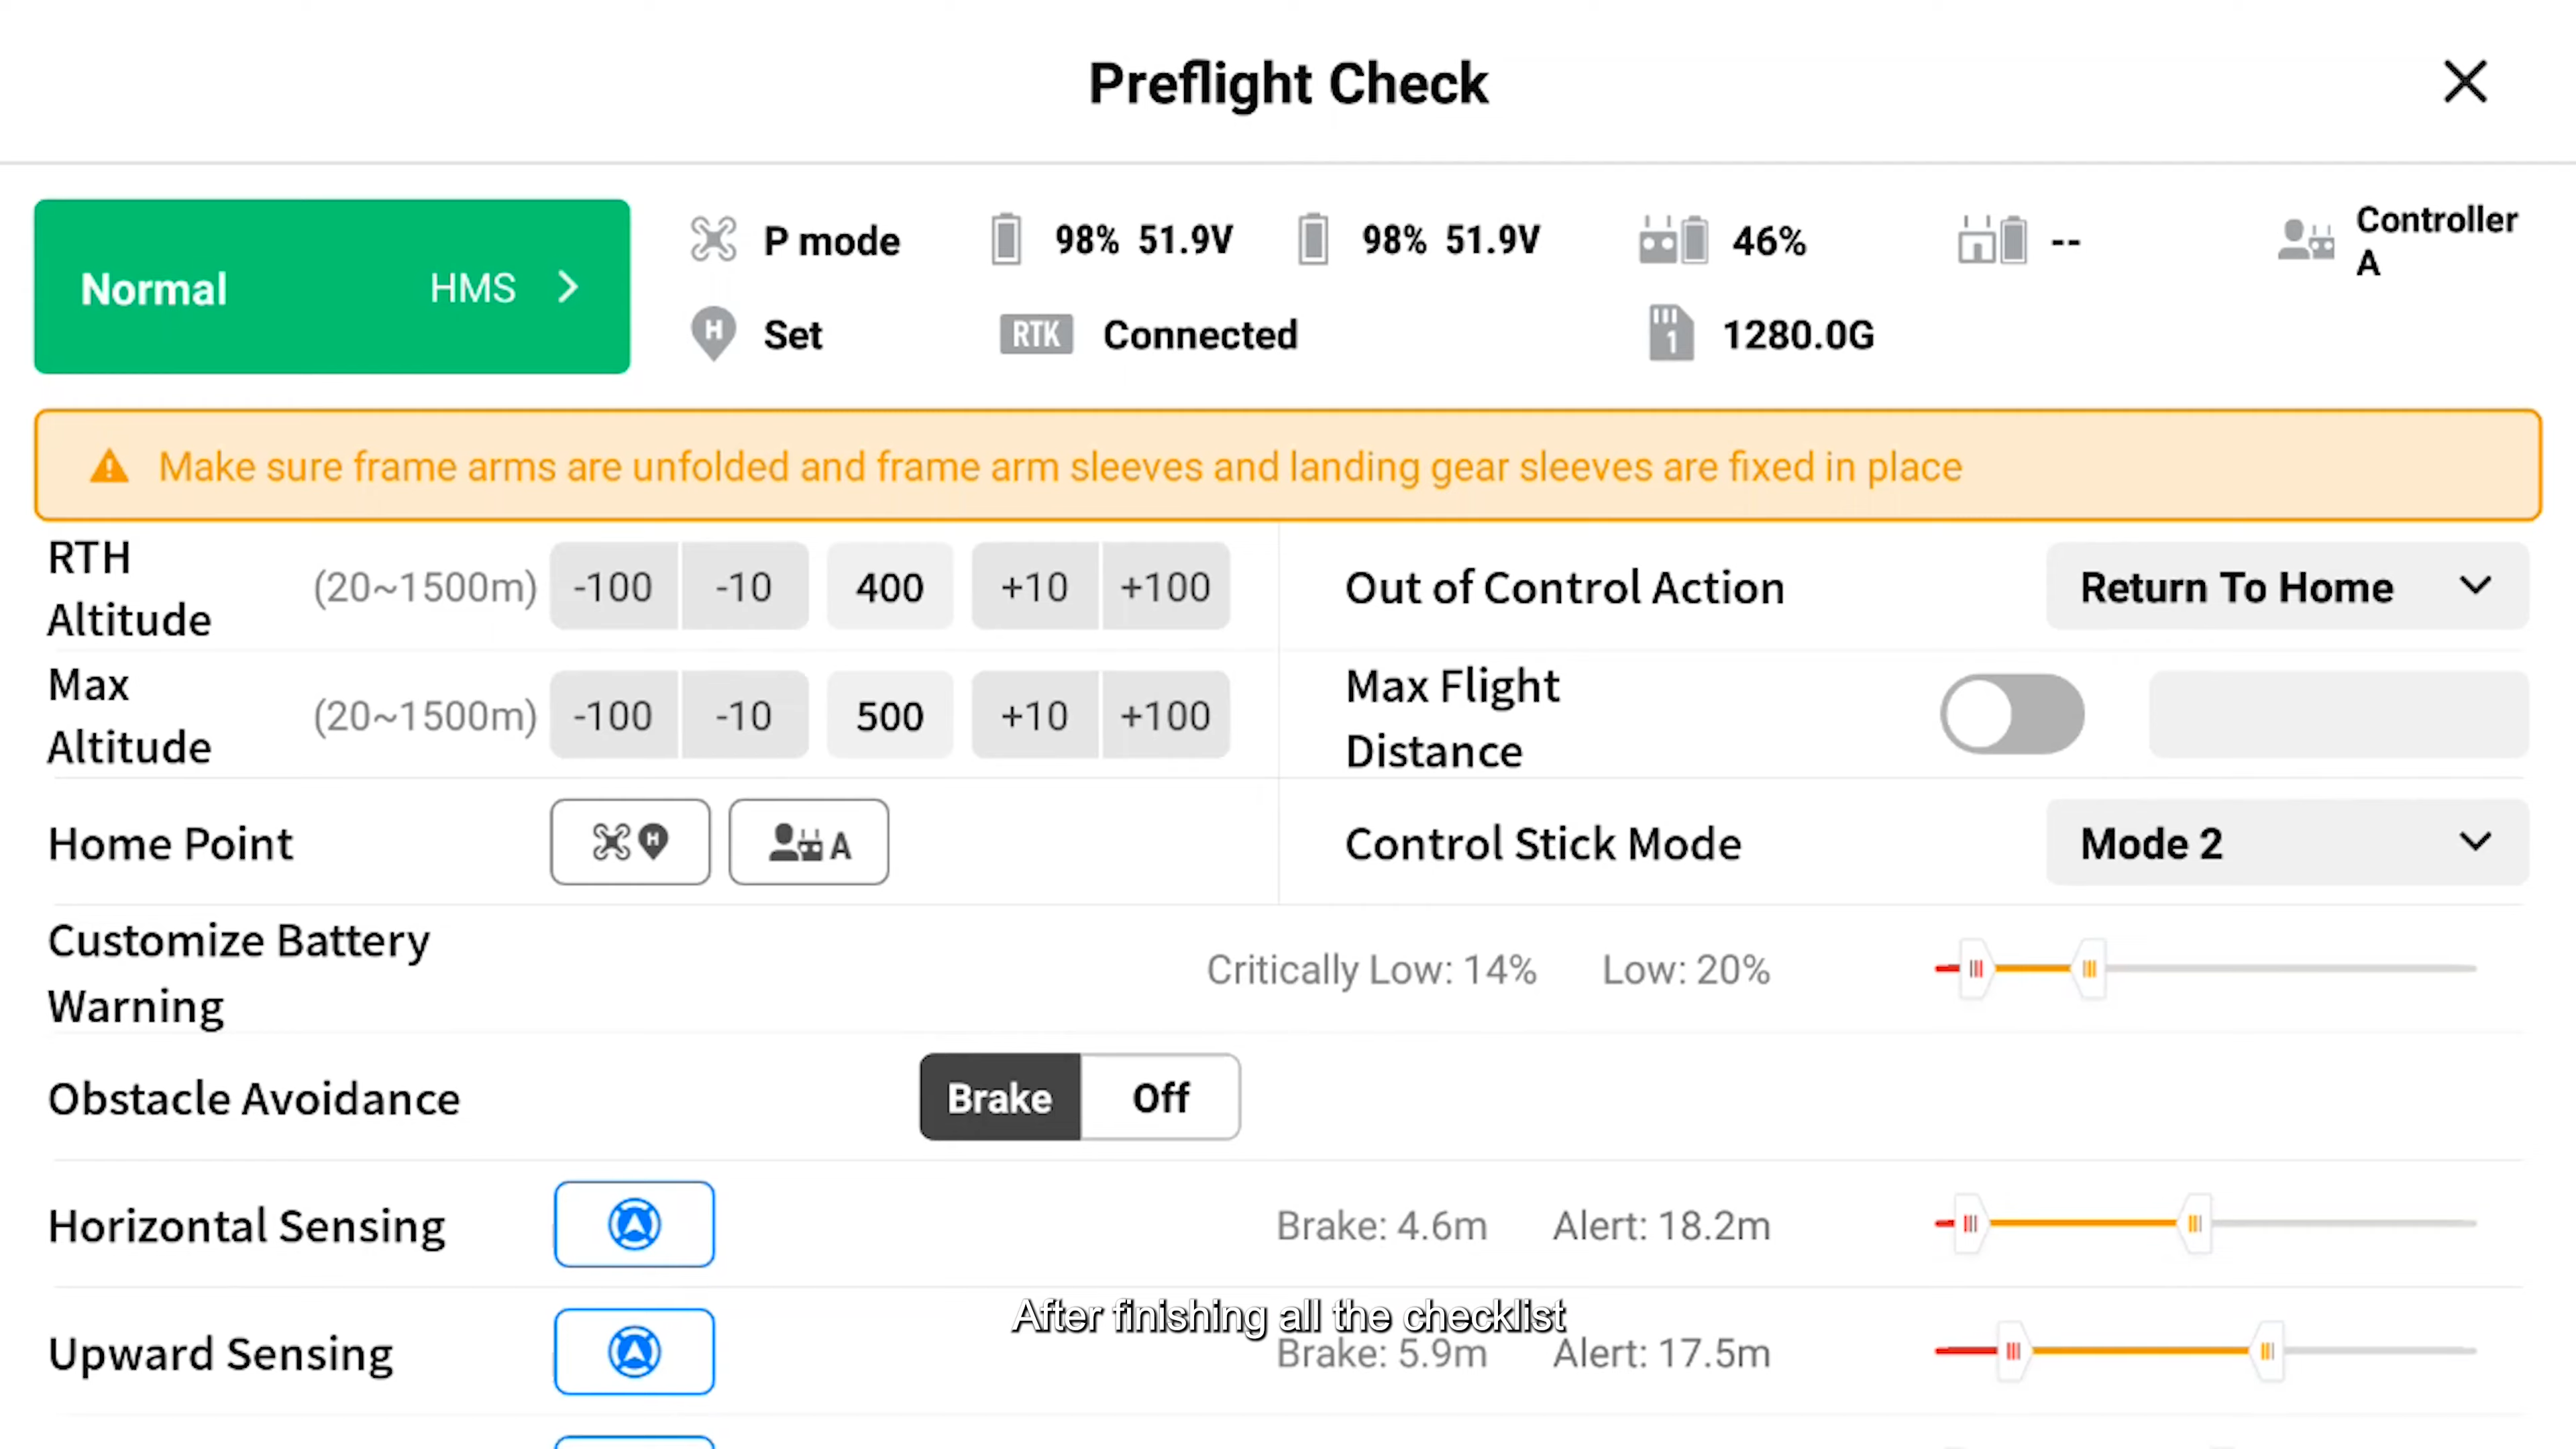 Preflight Check
Normal HMS
P mode
98% 51.9V
98% 51.9V
46%
--
Controller
A
H Set
RTK Connected
1 1280.0G
Make sure frame arms are unfolded and frame arm sleeves and landing gear sleeves are fixed in place
RTH
Altitude
(20~1500m) -100 -10 400 +10 +100
Out of Control Action Return To Home
Max
Altitude
(20~1500m) -100 -10 500 +10 +100
Max Flight
Distance
Home Point H A
Control Stick Mode Mode 2
Customize Battery
Warning
Critically Low: 14% Low: 20%
Obstacle Avoidance Brake Off
Horizontal Sensing Brake: 4.6m Alert: 18.2m
After finishing all the checklist
Upward Sensing Brake: 5.9m Alert: 17.5m